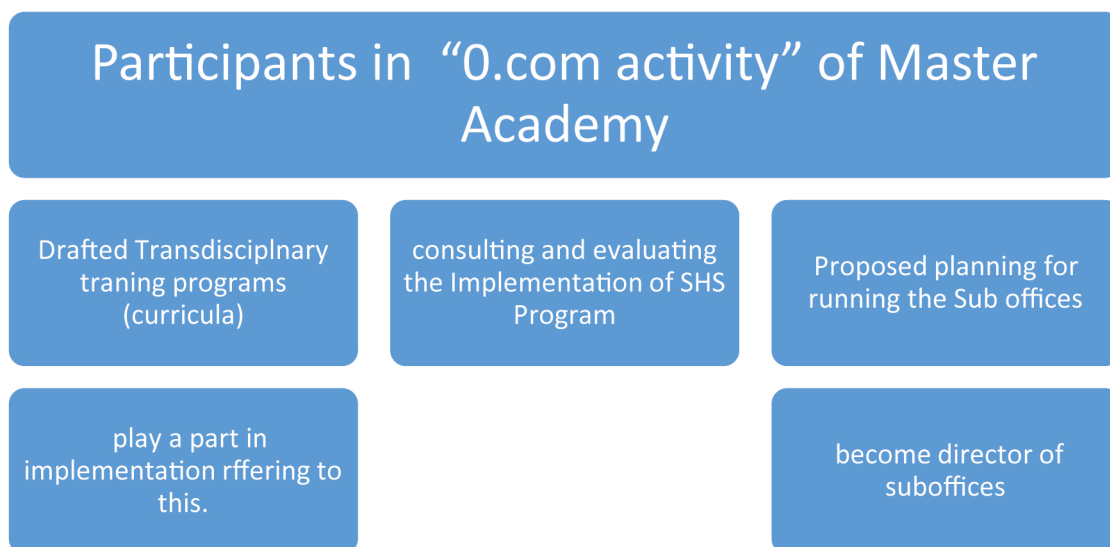 Participants in  “0.com activity” of Master
Academy
Drafted Transdisciplnary
traning programs
(curricula)
consulting and evaluating
the Implementation of SHS
Program
Proposed planning for
running the Sub offices
play a part in
implementation rffering to
this.
become director of
suboffices